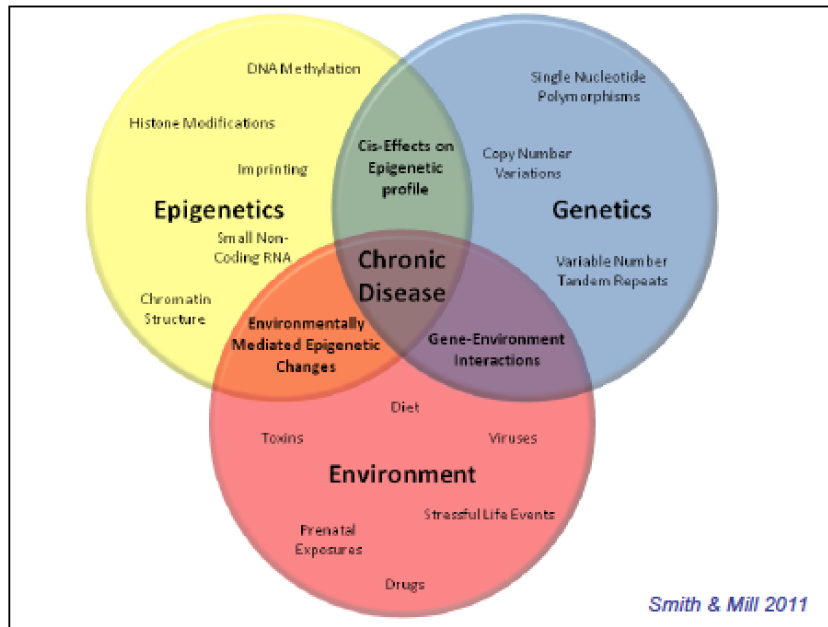 DNA Methylation
Histone Modifications
Imprinting
Epigenetics
Small Non-
Coding RNA
Chromatin
Structure
Cis-Effects on
Epigenetic
profile
Single Nucleotide
Polymorphisms
Copy Number
Variations
Genetics
Variable Number
Tandem Repeats
Chronic
Disease
Environmentally
Mediated Epigenetic
Changes
Gene-Environment
Interactions
Diet
Toxins
Viruses
Environment
Stressful Life Events
Prenatal
Exposures
Drugs
Smith & Mill 2011